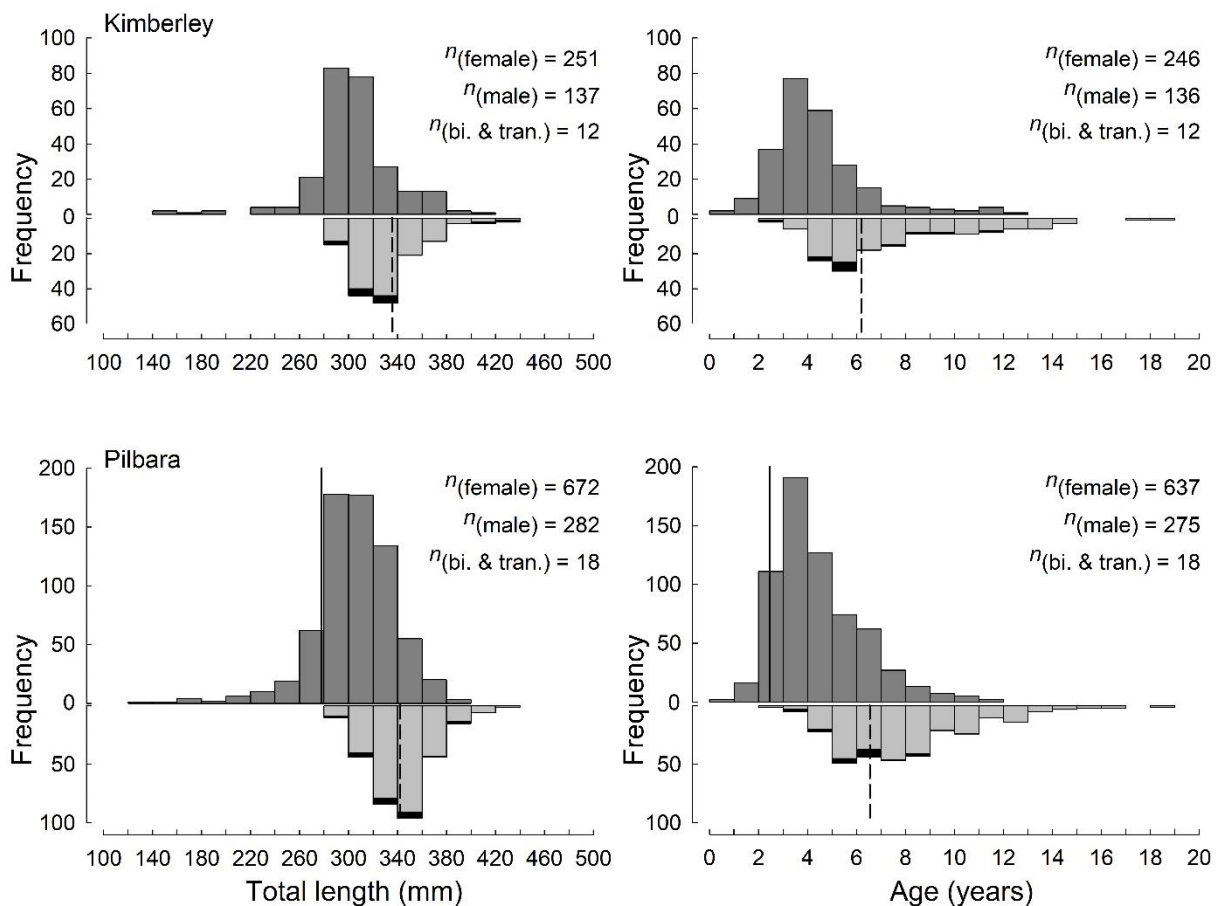 Kimberley
100
80
60
40
20
0
20
40
60
Frequency
Frequency
n(female) = 251
n(male) = 137
n(bi. & tran.) = 12
100 140 180 220 260 300 340 380 420 460 500
100
80
60
40
20
0
20
40
60
Frequency
Frequency
n(female) = 246
n(male) = 136
n(bi. & tran.) = 12
0 2 4 6 8 10 12 14 16 18 20
Pilbara
200
150
100
50
0
50
100
Frequency
Frequency
n(female) = 672
n(male) = 282
n(bi. & tran.) = 18
100 140 180 220 260 300 340 380 420 460 500
Total length (mm)
200
150
100
50
0
50
100
Frequency
Frequency
n(female) = 637
n(male) = 275
n(bi. & tran.) = 18
0 2 4 6 8 10 12 14 16 18 20
Age (years)